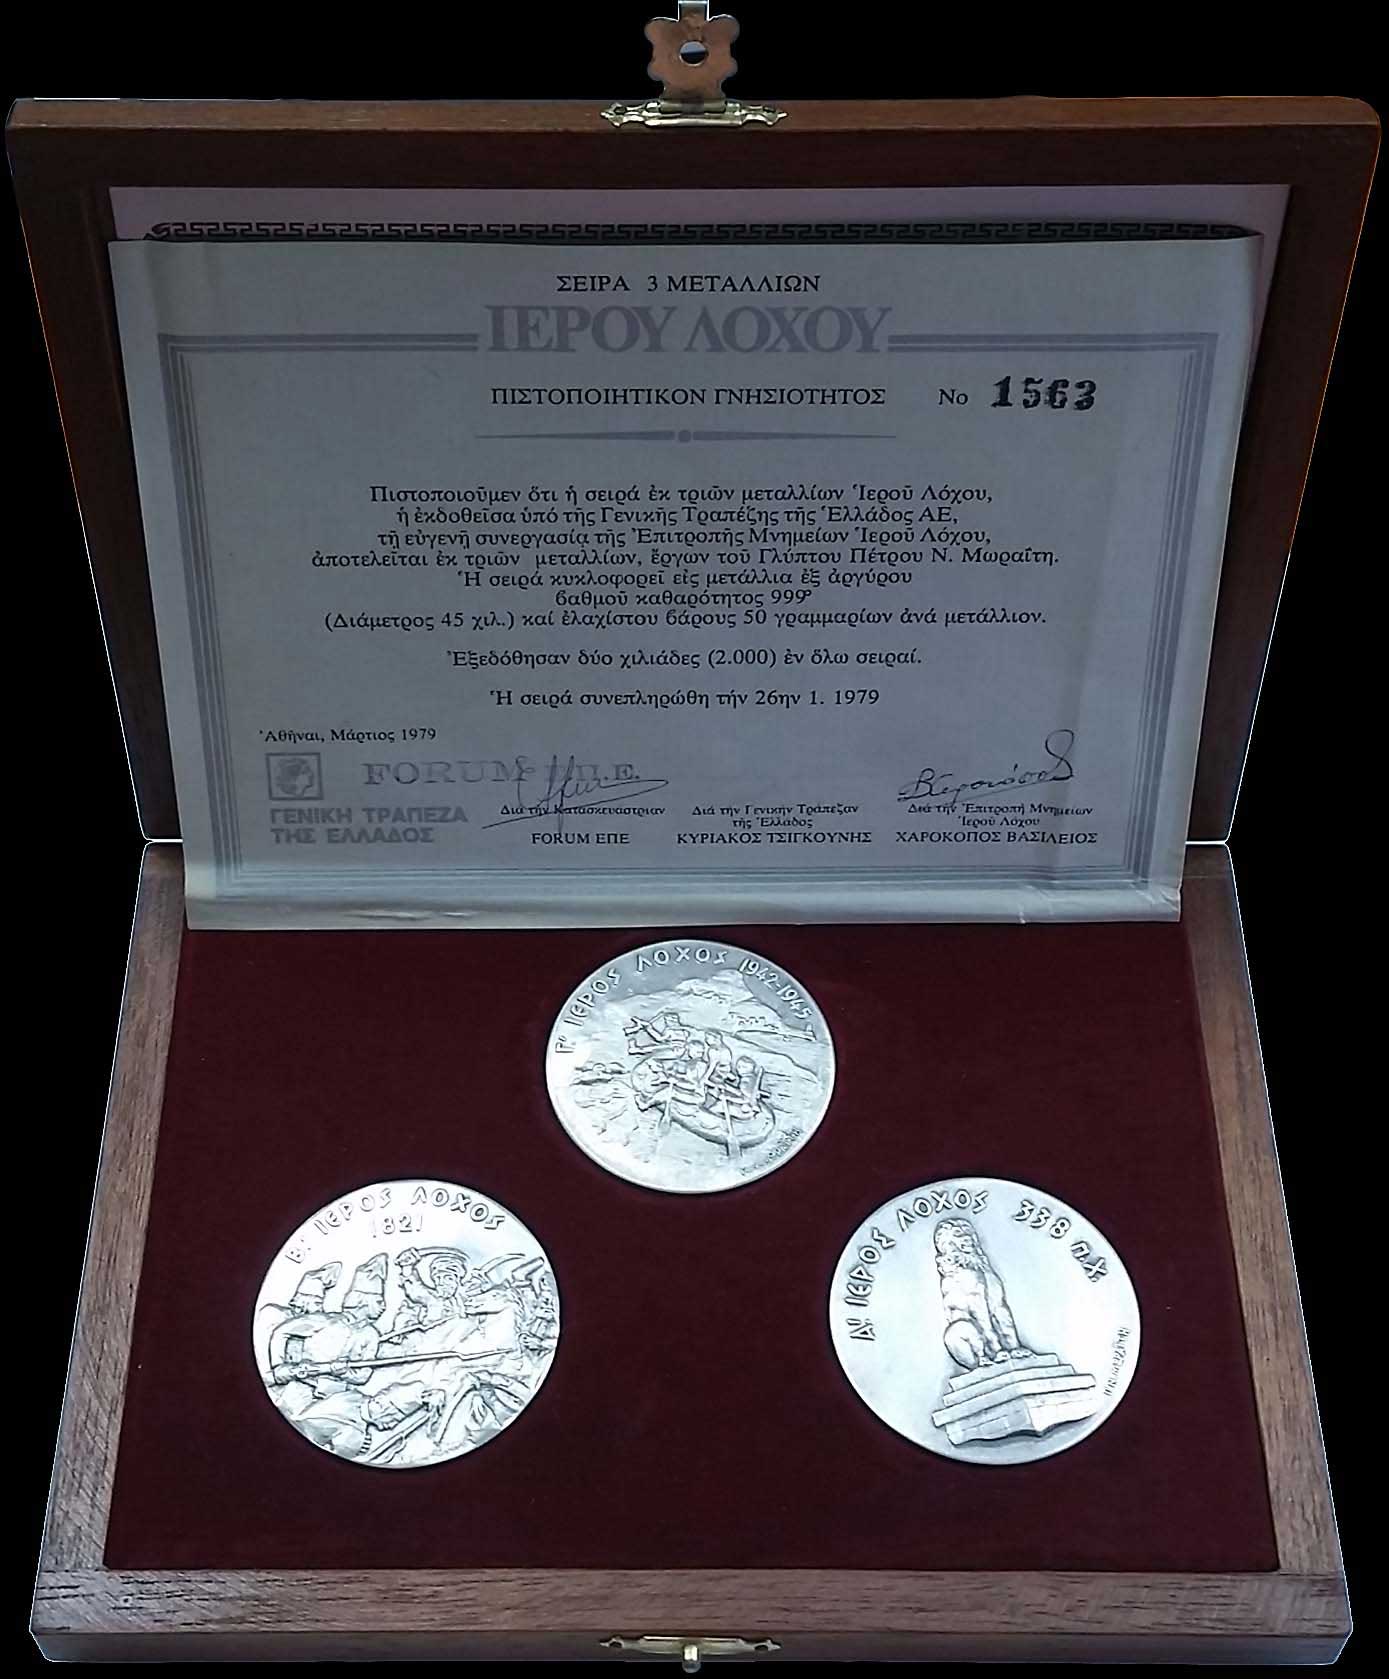 ΣΕΙΡΑ 3 ΜΕΤΑΛΛΙΩΝ
ΙΕΡΟΥ ΛΟΧΟΥ
ΠΙΣΤΟΠΟΙΗΤΙΚΟΝ ΓΝΗΣΙΟΤΗΤΟΣ Νο 1563
Πιστοποιοῦμεν ὅτι ἡ σειρά ἐκ τριῶν μεταλλίων Ἱεροῦ Λόχου,
ἡ ἐκδοθεῖσα ὑπό τῆς Γενικῆς Τραπέζης τῆς Ἑλλάδος ΑΕ,
τῆ εὐγενῆ συνεργασία τῆς Ἐπιτροπῆς Μνημείων Ἱεροῦ Λόχου,
ἀποτελεῖται ἐκ τριῶν μεταλλίων, ἔργων τοῦ Γλύπτου Πέτρου Ν. Μωραΐτη.
Ἡ σειρά κυκλοφορεῖ εἰς μετάλλια ἐξ ἀργύρου
βαθμοῦ καθαρότητος 999°
(Διάμετρος 45 χιλ.) καί ἐλαχίστου βάρους 50 γραμμαρίων ἀνά μετάλλιον.
Ἐξεδόθησαν δύο χιλιάδες (2.000) ἐν ὅλω σειραί.
Ἡ σειρά συνεπληρώθη τήν 26ην 1. 1979
Ἀθῆναι, Μάρτιος 1979
FORUM Ε.Π.Ε.
ΓΕΝΙΚΗ ΤΡΑΠΕΖΑ
ΤΗΣ ΕΛΛΑΔΟΣ
Διά τήν Κατασκευάστριαν
FORUM ΕΠΕ
Διά τήν Γενικήν Τράπεζαν
τῆς Ἑλλάδος
ΚΥΡΙΑΚΟΣ ΤΣΙΓΚΟΥΝΗΣ
Διά τήν Ἐπιτροπή Μνημείων
Ἱεροῦ Λόχου
ΧΑΡΟΚΟΠΟΣ ΒΑΣΙΛΕΙΟΣ
Γ' ΙΕΡΟΣ ΛΟΧΟΣ 1942-1945
Β' ΙΕΡΟΣ ΛΟΧΟΣ
1821
Α' ΙΕΡΟΣ ΛΟΧΟΣ 338 π.χ.